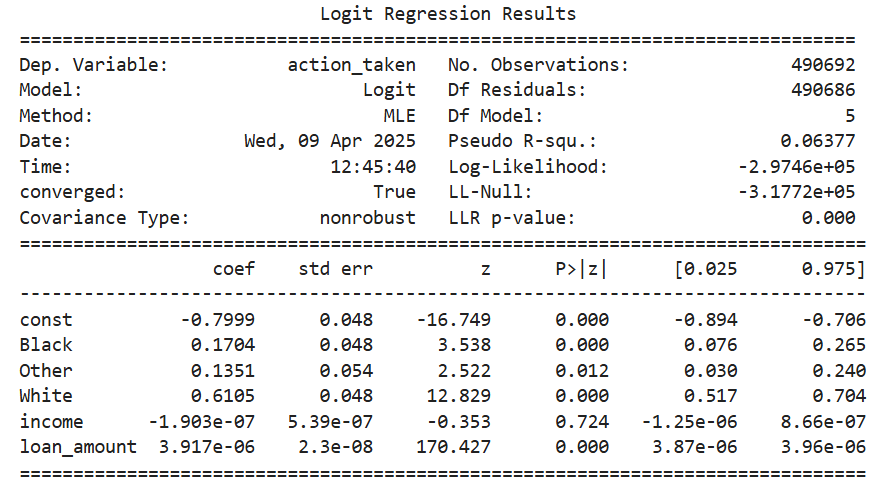 Logit Regression Results
==============================================================================
Dep. Variable: action_taken No. Observations: 490692
Model: Logit Df Residuals: 490686
Method: MLE Df Model: 5
Date: Wed, 09 Apr 2025 Pseudo R-squ.: 0.06377
Time: 12:45:40 Log-Likelihood: -2.9746e+05
converged: True LL-Null: -3.1772e+05
Covariance Type: nonrobust LLR p-value: 0.000
===============================================================================
coef std err z P>|z| [0.025 0.975]
-------------------------------------------------------------------------------
const -0.7999 0.048 -16.749 0.000 -0.894 -0.706
Black 0.1704 0.048 3.538 0.000 0.076 0.265
Other 0.1351 0.054 2.522 0.012 0.030 0.240
White 0.6105 0.048 12.829 0.000 0.517 0.704
income -1.903e-07 5.39e-07 -0.353 0.724 -1.25e-06 8.66e-07
loan_amount 3.917e-06 2.3e-08 170.427 0.000 3.87e-06 3.96e-06
===============================================================================